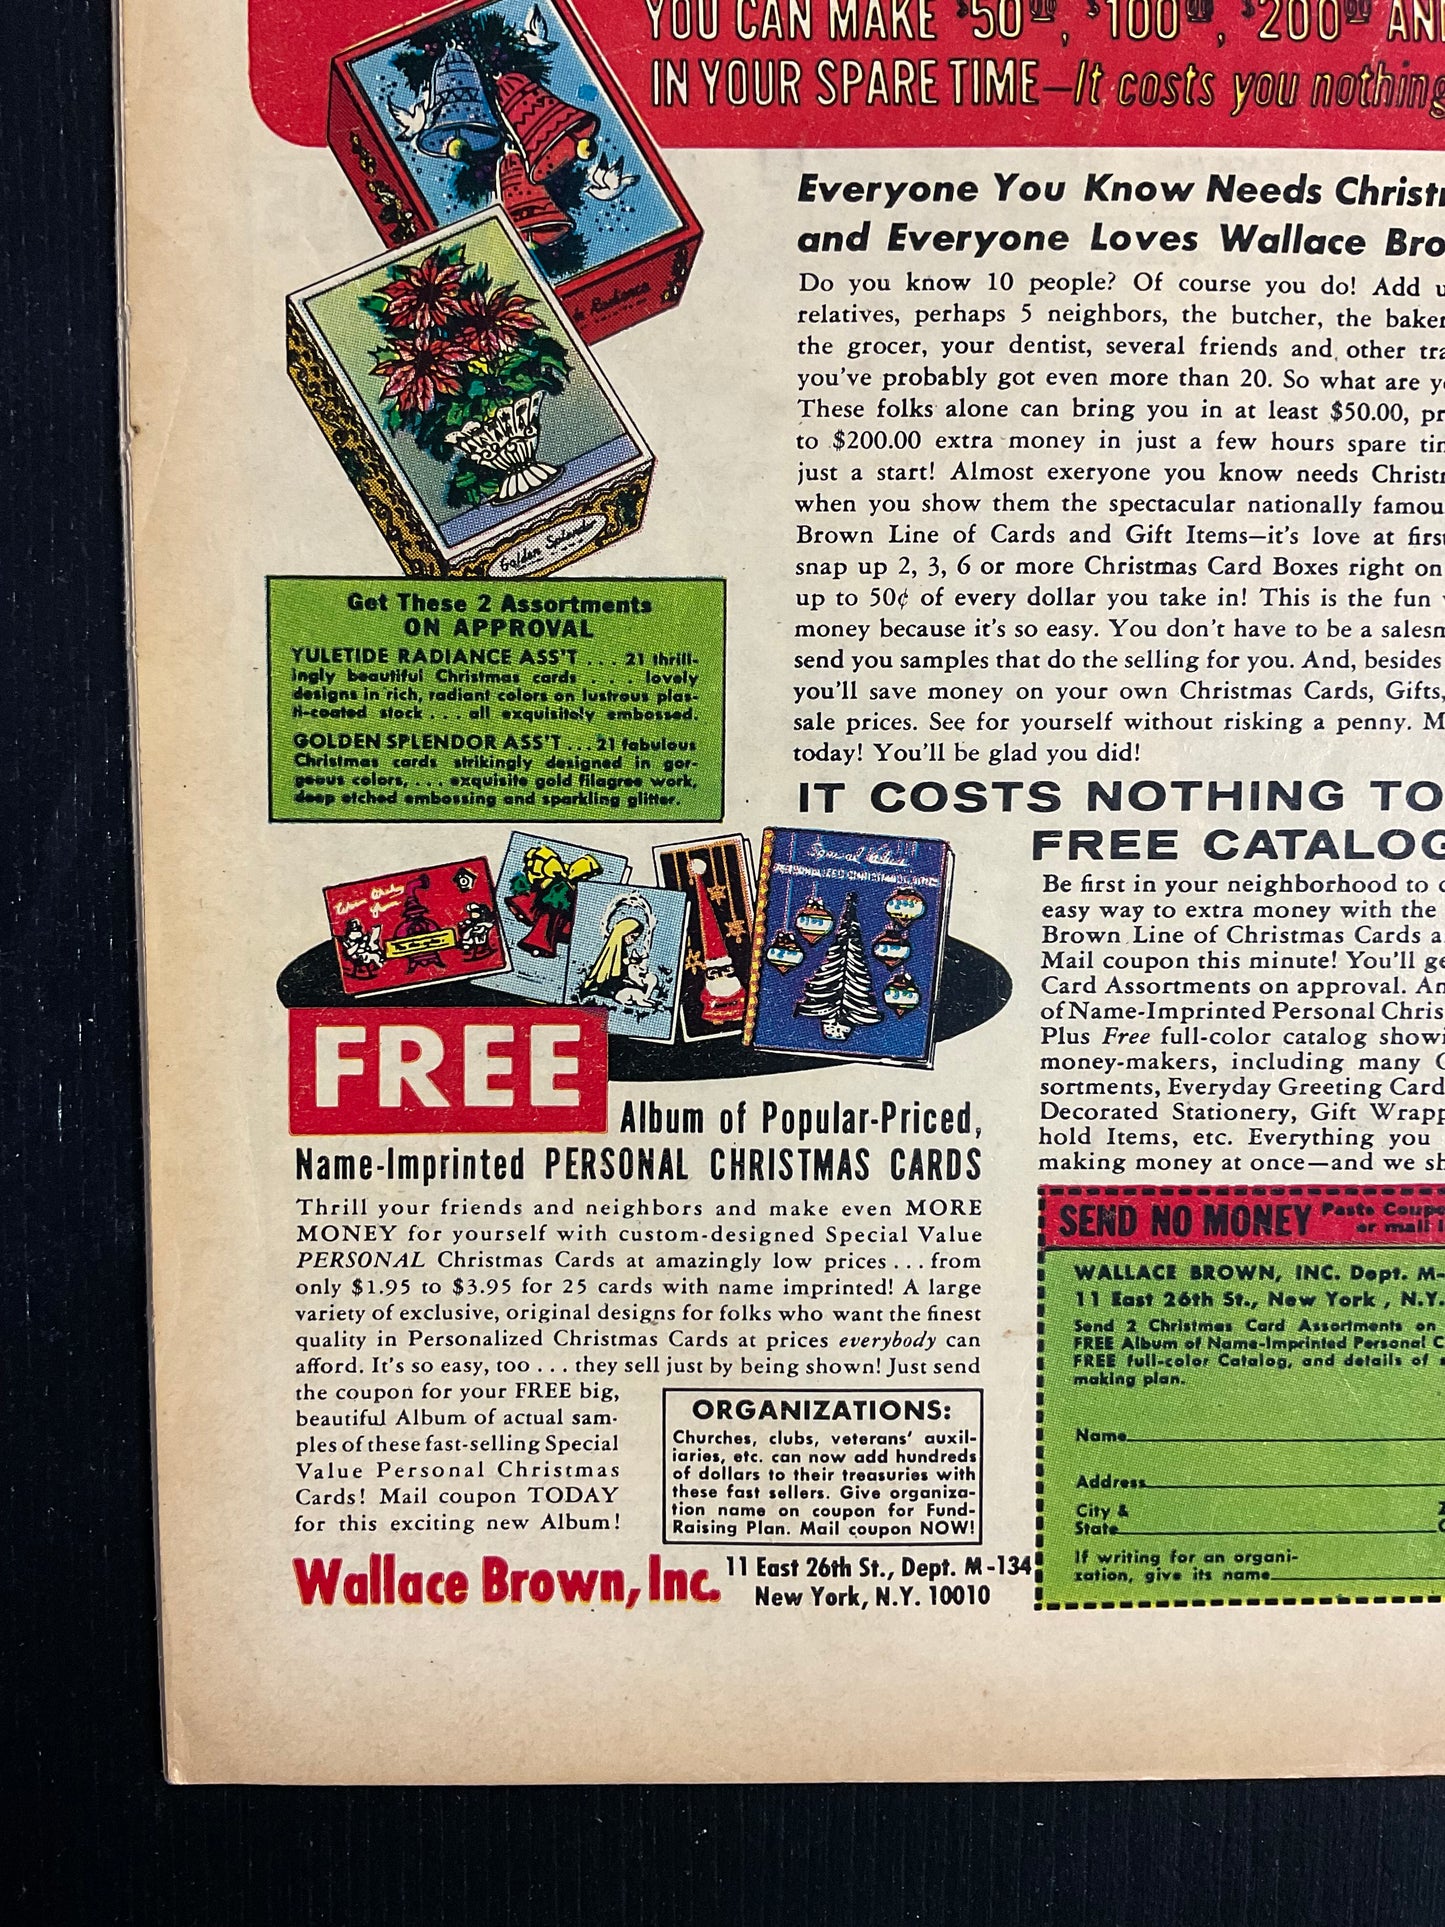 YOU CAN MAKE $50.00, $100.00, $200.00 AN
IN YOUR SPARE TIME—It costs you nothing
Everyone You Know Needs Christm
and Everyone Loves Wallace Bro
Do you know 10 people? Of course you do! Add u
relatives, perhaps 5 neighbors, the butcher, the baker
the grocer, your dentist, several friends and other tra
you've probably got even more than 20. So what are y
These folks alone can bring you in at least $50.00, pr
to $200.00 extra money in just a few hours spare tim
just a start! Almost exeryone you know needs Christm
when you show them the spectacular nationally famou
Brown Line of Cards and Gift Items—it's love at first
snap up 2, 3, 6 or more Christmas Card Boxes right on
up to 50¢ of every dollar you take in! This is the fun
money because it's so easy. You don't have to be a salesm
send you samples that do the selling for you. And, besides
you'll save money on your own Christmas Cards, Gifts,
sale prices. See for yourself without risking a penny. M
today! You'll be glad you did!
Radiance
Golden Splendor
Get These 2 Assortments
ON APPROVAL
YULETIDE RADIANCE ASS'T . . . 21 thrill-
ingly beautiful Christmas cards . . . lovely
designs in rich, radiant colors on lustrous plas-
ti-coated stock . . . all exquisitely embossed.
GOLDEN SPLENDOR ASS'T . . . 21 fabulous
Christmas cards strikingly designed in gor-
geous colors, . . . exquisite gold filagree work,
deep etched embossing and sparkling glitter.
IT COSTS NOTHING TO
FREE CATALOG
Be first in your neighborhood to
easy way to extra money with the
Brown Line of Christmas Cards a
Mail coupon this minute! You'll ge
Card Assortments on approval. An
of Name-Imprinted Personal Chris
Plus Free full-color catalog showi
money-makers, including many
sortments, Everyday Greeting Card
Decorated Stationery, Gift Wrapp
hold Items, etc. Everything you
making money at once—and we sh
Special Values
PERSONALIZED CHRISTMAS CARDS
FREE
Album of Popular-Priced,
Name-Imprinted PERSONAL CHRISTMAS CARDS
Thrill your friends and neighbors and make even MORE
MONEY for yourself with custom-designed Special Value
PERSONAL Christmas Cards at amazingly low prices . . . from
only $1.95 to $3.95 for 25 cards with name imprinted! A large
variety of exclusive, original designs for folks who want the finest
quality in Personalized Christmas Cards at prices everybody can
afford. It's so easy, too . . . they sell just by being shown! Just send
the coupon for your FREE big,
beautiful Album of actual sam-
ples of these fast-selling Special
Value Personal Christmas
Cards! Mail coupon TODAY
for this exciting new Album!
ORGANIZATIONS:
Churches, clubs, veterans' auxil-
iaries, etc. can now add hundreds
of dollars to their treasuries with
these fast sellers. Give organiza-
tion name on coupon for Fund-
Raising Plan. Mail coupon NOW!
Wallace Brown, Inc.
11 East 26th St., Dept. M-134
New York, N.Y. 10010
SEND NO MONEY Paste Coupo
or mail i
WALLACE BROWN, INC. Dept. M-
11 East 26th St., New York, N.Y.
Send 2 Christmas Card Assortments on
FREE Album of Name-Imprinted Personal C
FREE full-color Catalog, and details of
making plan.
Name
Address
City &
State
If writing for an organi-
zation, give its name